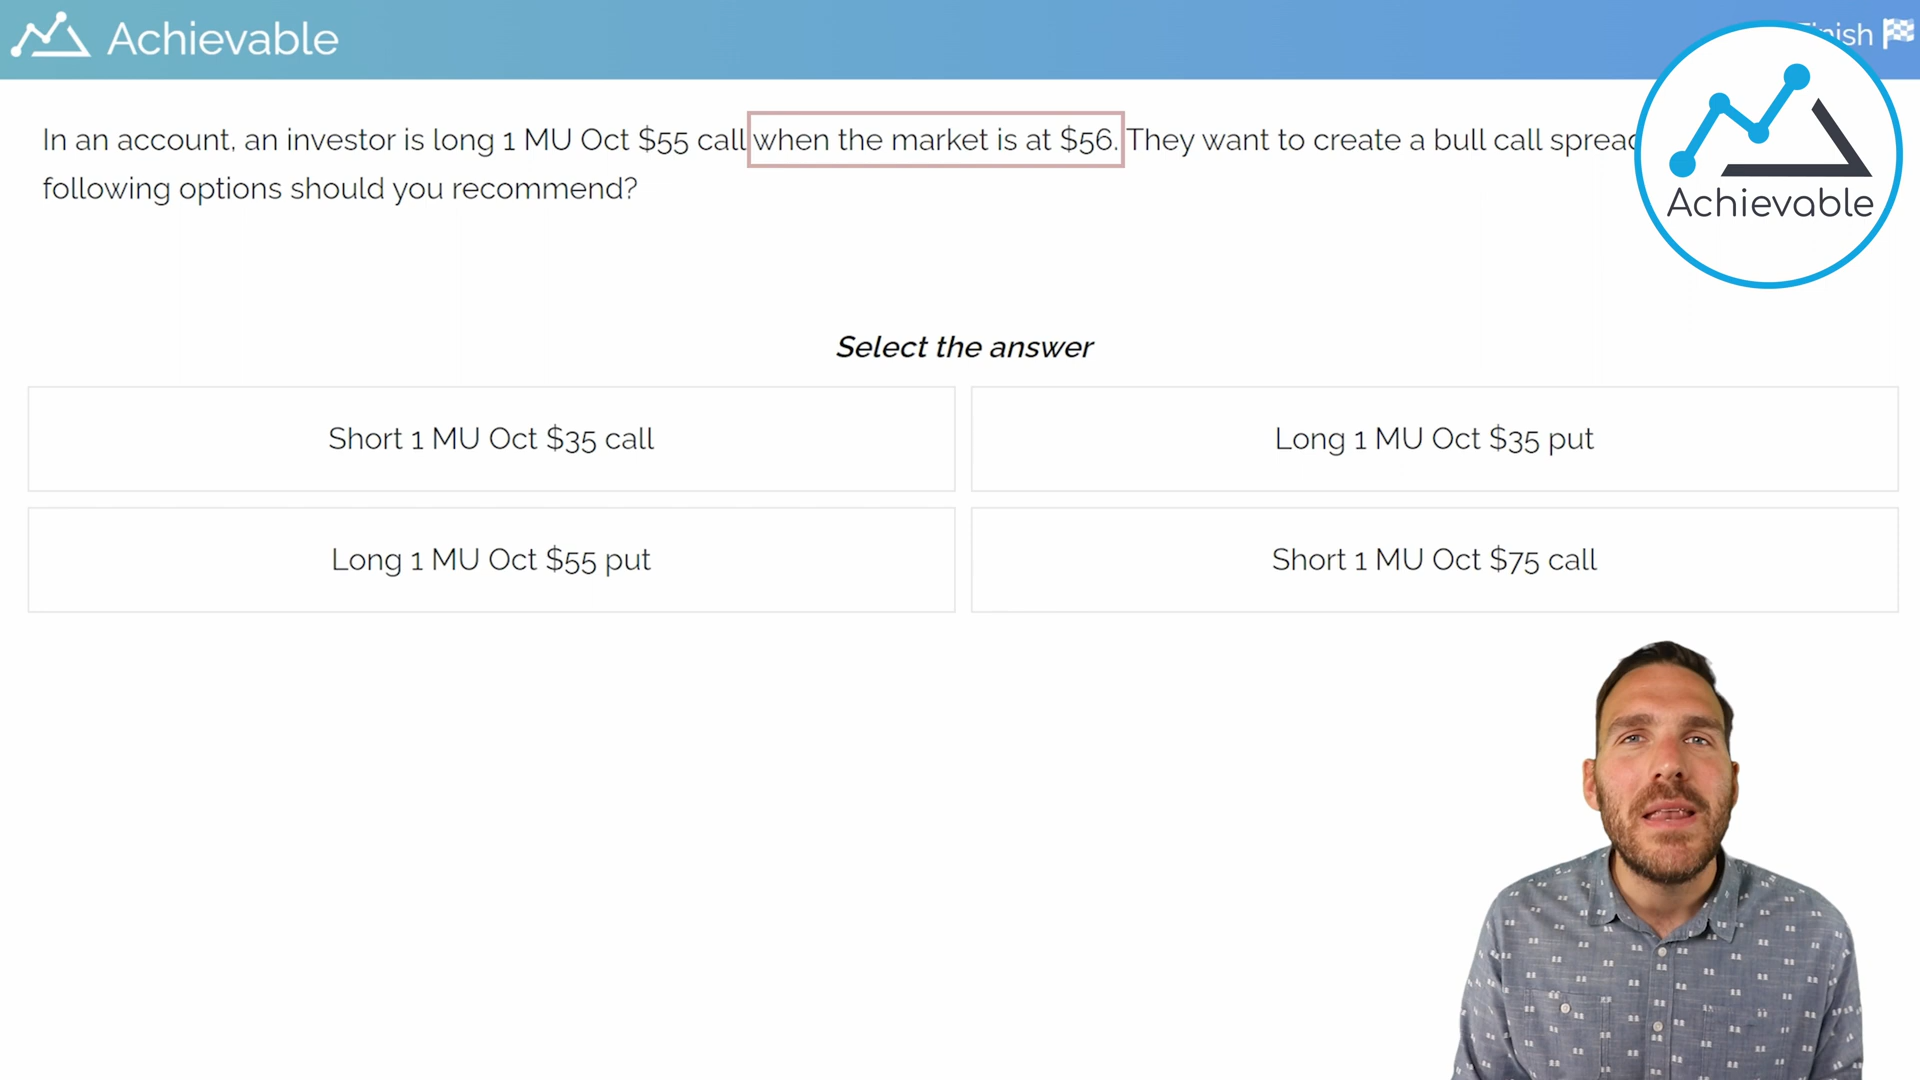 Achievable
In an account, an investor is long 1 MU Oct $55 call when the market is at $56. They want to create a bull call
following options should you recommend?
Achievable
Select the answer
Short 1 MU Oct $35 call
Long 1 MU Oct $35 put
Long 1 MU Oct $55 put
Short 1 MU Oct $75 call